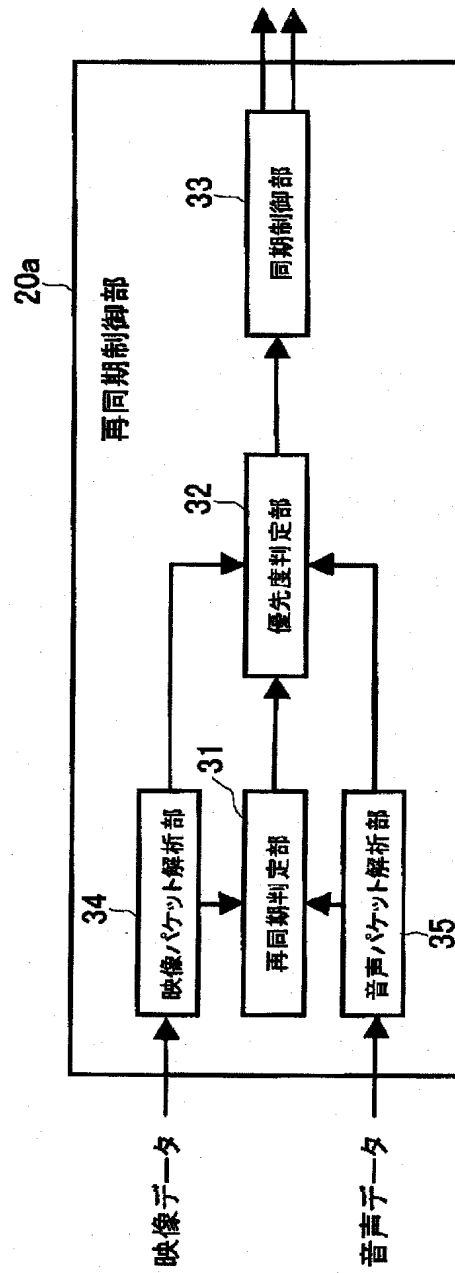 20a
再同期制御部
映像データ
音声データ
34
映像パケット解析部
31
再同期判定部
音声パケット解析部
35
32
優先度判定部
33
同期制御部